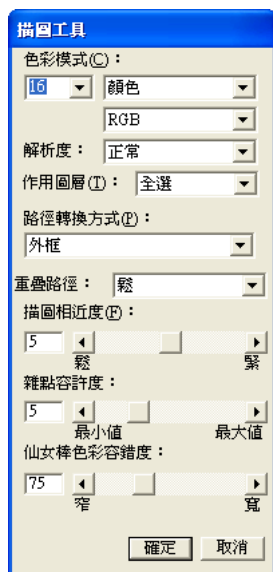 描圖工具
色彩模式(C)：
16 顏色
RGB
解析度： 正常
作用圖層(T)： 全選
路徑轉換方式(P)：
外框
重疊路徑： 鬆
描圖相近度(F)：
5
鬆 緊
雜點容許度：
5
最小值 最大值
仙女棒色彩容錯度：
75
窄 寬
確定 取消